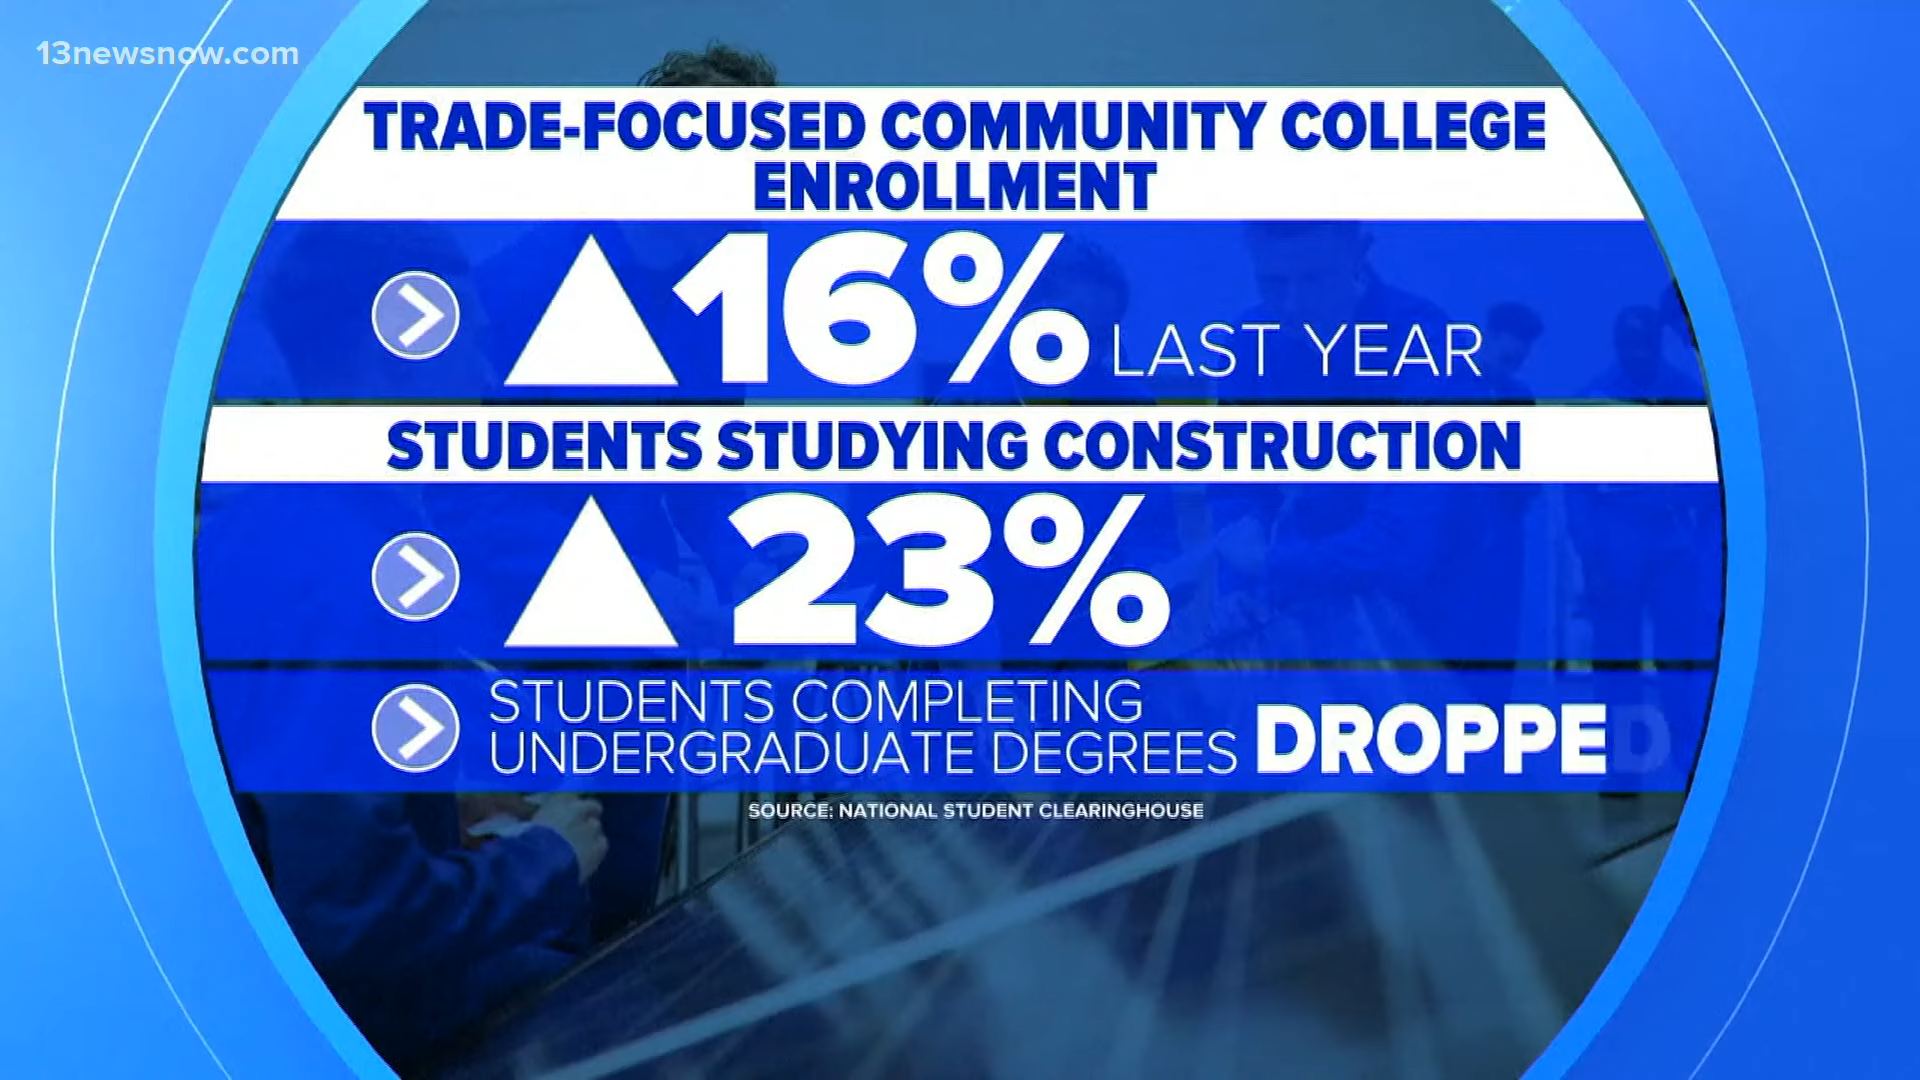 13newsnow.com
TRADE-FOCUSED COMMUNITY COLLEGE
ENROLLMENT
▲16% LAST YEAR
STUDENTS STUDYING CONSTRUCTION
▲ 23%
STUDENTS COMPLETING
UNDERGRADUATE DEGREES DROPPED
SOURCE: NATIONAL STUDENT CLEARINGHOUSE